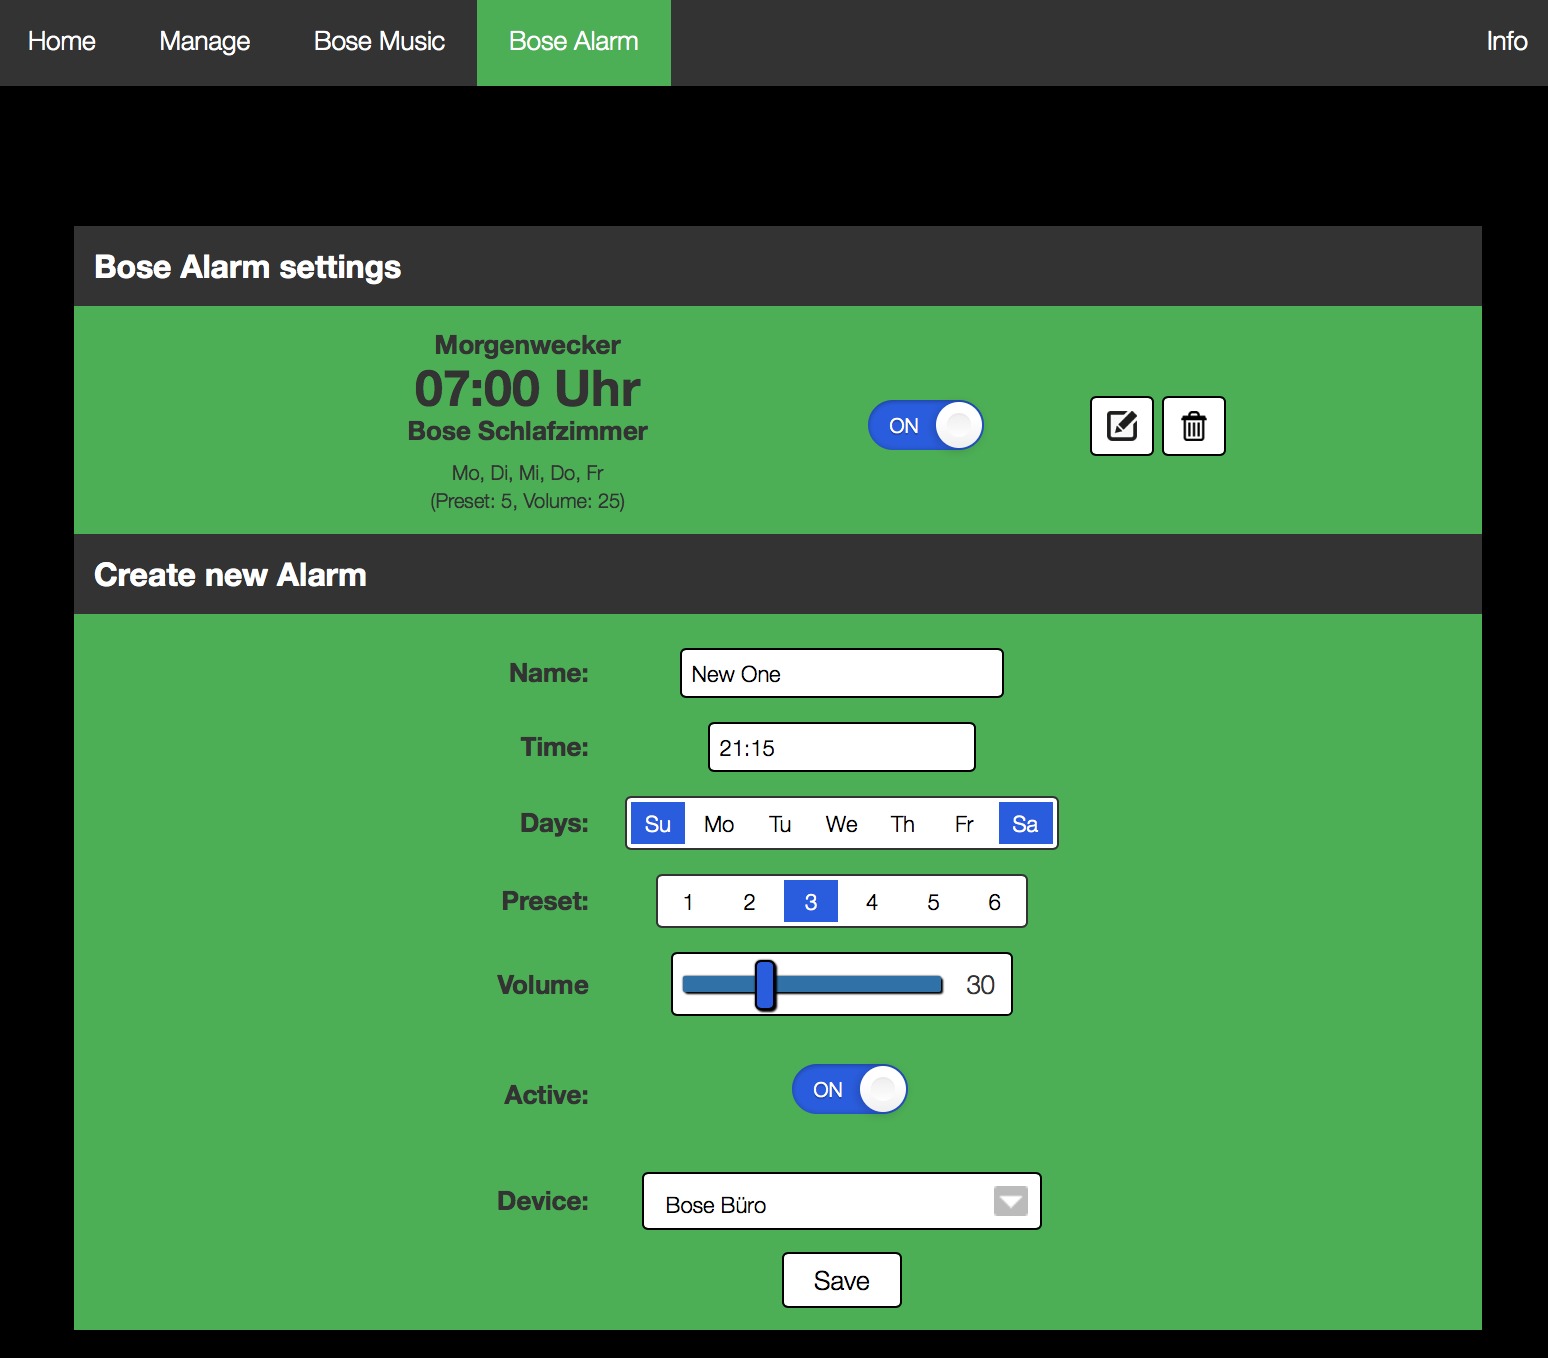 Home Manage Bose Music Bose Alarm Info
Bose Alarm settings
Morgenwecker
07:00 Uhr
Bose Schlafzimmer
Mo, Di, Mi, Do, Fr
(Preset: 5, Volume: 25)
ON
Create new Alarm
Name: New One
Time: 21:15
Days: Su Mo Tu We Th Fr Sa
Preset: 1 2 3 4 5 6
Volume 30
Active: ON
Device: Bose Büro
Save